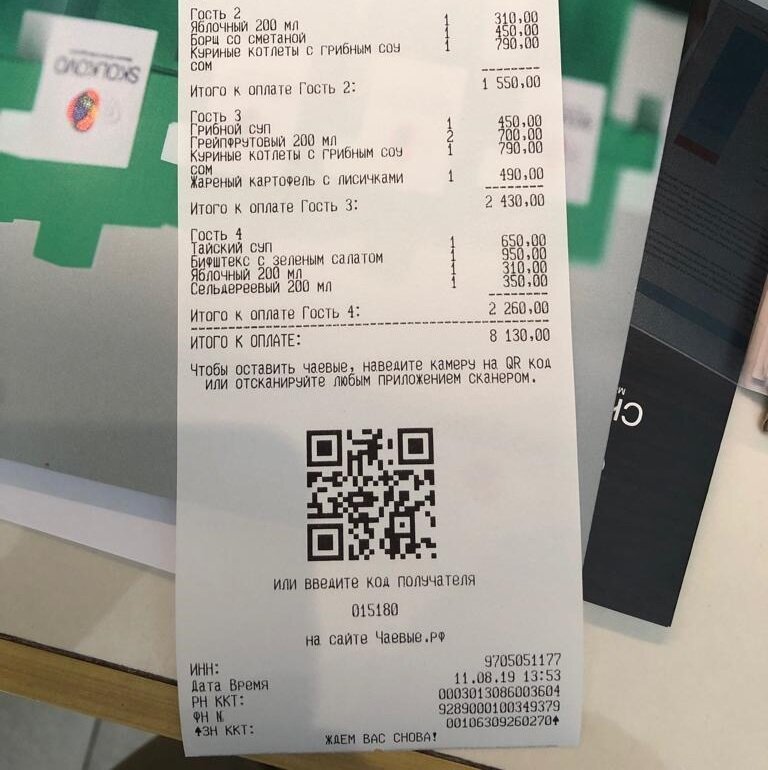 Гость 2
Яблочный 200 мл 1 310,00
Борщ со сметаной 1 450,00
Куриные котлеты с грибным соу 1 790,00
сом
Итого к оплате Гость 2: 1 550,00
Гость 3
Грибной суп 1 450,00
Грейпфрутовый 200 мл 2 700,00
Куриные котлеты с грибным соу 1 790,00
сом
Жареный картофель с лисичками 1 490,00
Итого к оплате Гость 3: 2 430,00
Гость 4
Тайский суп 1 650,00
Бифштекс с зеленым салатом 1 950,00
Яблочный 200 мл 1 310,00
Сельдереевый 200 мл 1 350,00
Итого к оплате Гость 4: 2 260,00
ИТОГО К ОПЛАТЕ: 8 130,00
Чтобы оставить чаевые, наведите камеру на QR код
или отсканируйте любым приложением сканером.
или введите код получателя
015180
на сайте Чаевые.рф
ИНН: 9705051177
Дата Время 11.08.19 13:53
РН ККТ: 0003013086003604
ФН № 9289000100349379
↑ЗН ККТ: 00106309260270↑
ЖДЕМ ВАС СНОВА!
SKOLKOVO